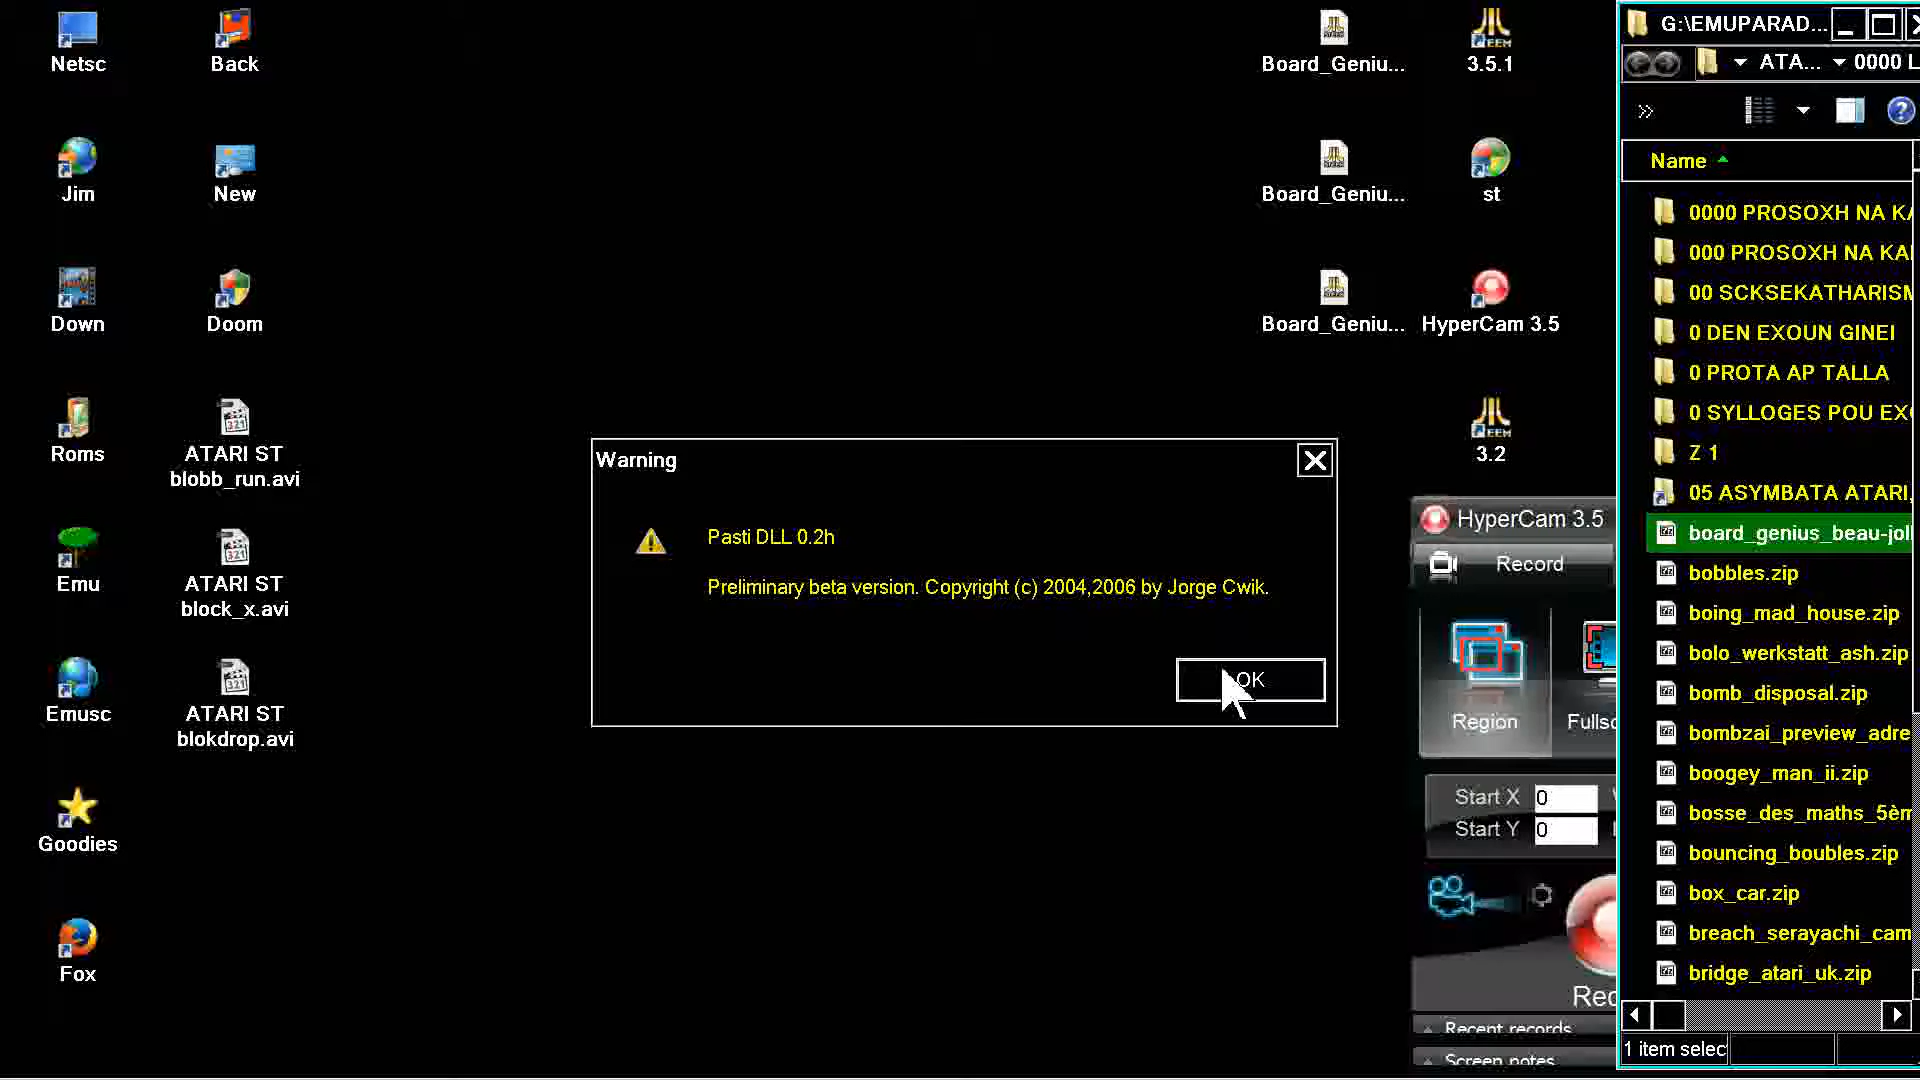 Netsc
Back
Jim
New
Down
Doom
Roms
ATARI ST
blobb_run.avi
Emu
ATARI ST
block_x.avi
Emusc
ATARI ST
blokdrop.avi
Goodies
Fox
Warning
Pasti DLL 0.2h
Preliminary beta version. Copyright (c) 2004,2006 by Jorge Cwik.
OK
Board_Geniu...
3.5.1
Board_Geniu...
st
Board_Geniu...
HyperCam 3.5
3.2
HyperCam 3.5
Record
Region
Fullsc
Start X 0
Start Y 0
Rec
Recent records
Screen notes
G:\EMUPARAD...
ATA... 0000 L
Name
0000 PROSOXH NA KA
000 PROSOXH NA KA
00 SCKSEKATHARISM
0 DEN EXOUN GINEI
0 PROTA AP TALLA
0 SYLLOGES POU EXO
Z 1
05 ASYMBATA ATARI,
board_genius_beau-jol
bobbles.zip
boing_mad_house.zip
bolo_werkstatt_ash.zip
bomb_disposal.zip
bombzai_preview_adre
boogey_man_ii.zip
bosse_des_maths_5èm
bouncing_boubles.zip
box_car.zip
breach_serayachi_cam
bridge_atari_uk.zip
1 item selec